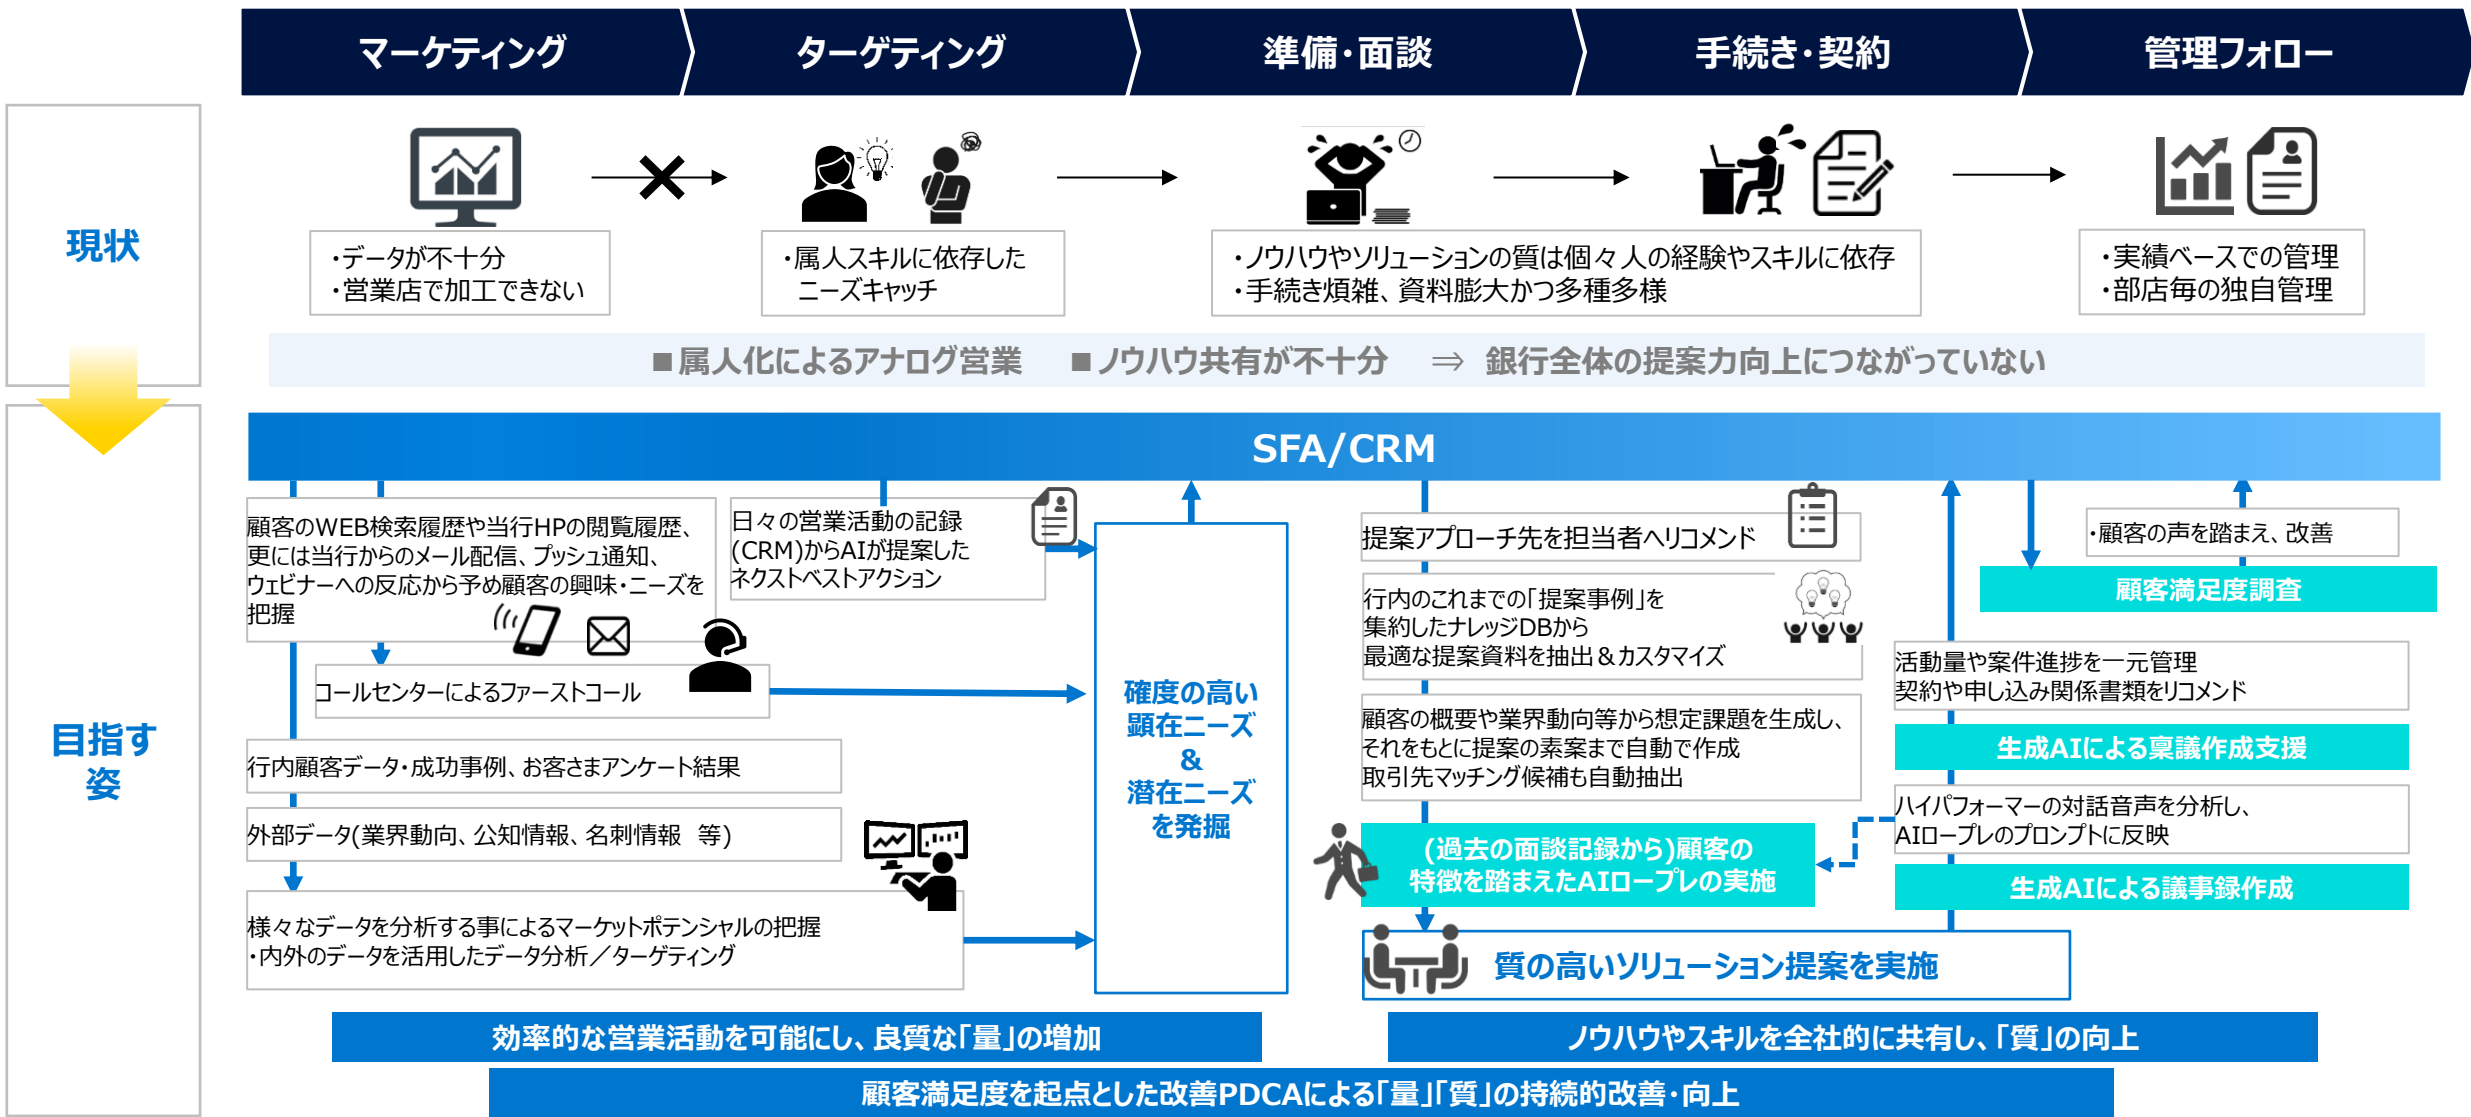 マーケティング
ターゲティング
準備・面談
手続き・契約
管理フォロー
現状
・データが不十分
・営業店で加工できない
・属人スキルに依存した
ニーズキャッチ
・ノウハウやソリューションの質は個々人の経験やスキルに依存
・手続き煩雑、資料膨大かつ多種多様
・実績ベースでの管理
・部店毎の独自管理
■属人化によるアナログ営業 ■ノウハウ共有が不十分 ⇒ 銀行全体の提案力向上につながっていない
目指す
姿
SFA/CRM
顧客のWEB検索履歴や当行HPの閲覧履歴、
更には当行からのメール配信、プッシュ通知、
ウェビナーへの反応から予め顧客の興味・ニーズを
把握
日々の営業活動の記録
(CRM)からAIが提案した
ネクストベストアクション
コールセンターによるファーストコール
行内顧客データ・成功事例、お客さまアンケート結果
外部データ(業界動向、公知情報、名刺情報 等)
様々なデータを分析する事によるマーケットポテンシャルの把握
・内外のデータを活用したデータ分析／ターゲティング
確度の高い
顕在ニーズ
&
潜在ニーズ
を発掘
提案アプローチ先を担当者へリコメンド
行内のこれまでの「提案事例」を
集約したナレッジDBから
最適な提案資料を抽出＆カスタマイズ
顧客の概要や業界動向等から想定課題を生成し、
それをもとに提案の素案まで自動で作成
取引先マッチング候補も自動抽出
(過去の面談記録から)顧客の
特徴を踏まえたAIロープレの実施
質の高いソリューション提案を実施
・顧客の声を踏まえ、改善
顧客満足度調査
活動量や案件進捗を一元管理
契約や申し込み関係書類をリコメンド
生成AIによる稟議作成支援
ハイパフォーマーの対話音声を分析し、
AIロープレのプロンプトに反映
生成AIによる議事録作成
効率的な営業活動を可能にし、良質な「量」の増加
ノウハウやスキルを全社的に共有し、「質」の向上
顧客満足度を起点とした改善PDCAによる「量」「質」の持続的改善・向上